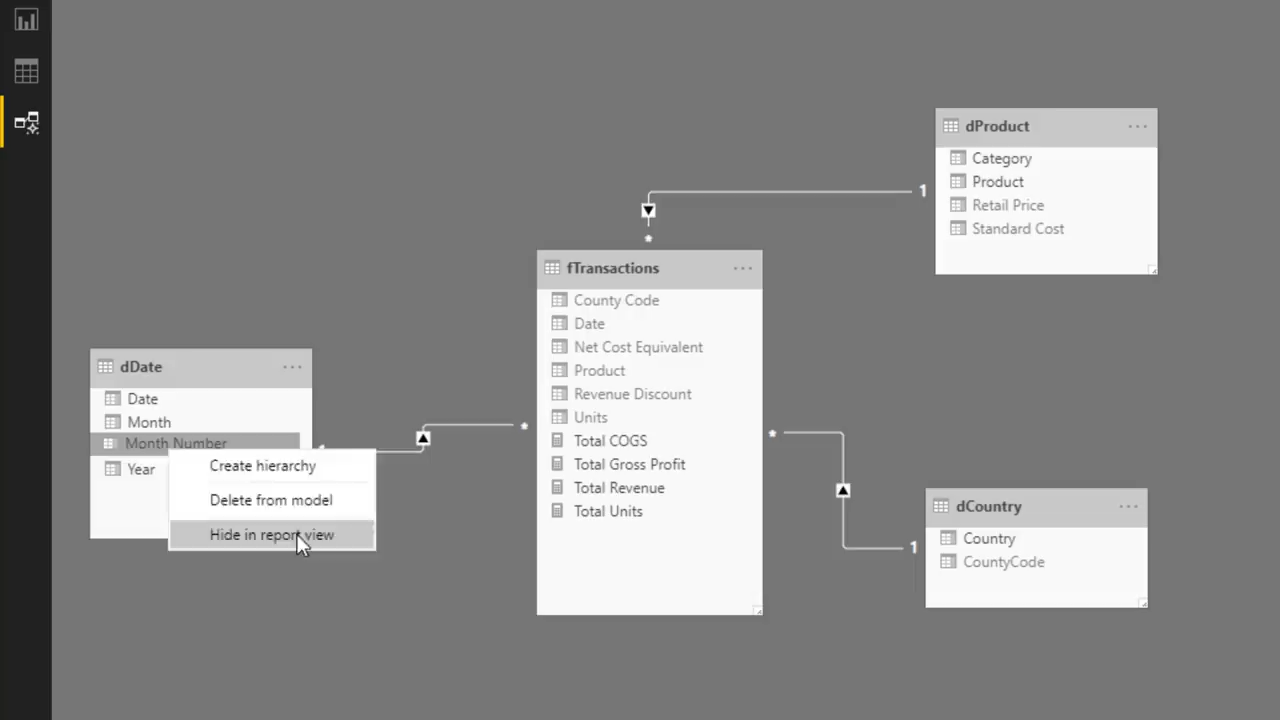 dProduct
Category
Product
Retail Price
Standard Cost
1
*
fTransactions
County Code
Date
Net Cost Equivalent
Product
Revenue Discount
Units
Total COGS
Total Gross Profit
Total Revenue
Total Units
dDate
Date
Month
Month Number
Year
*
Create hierarchy
Delete from model
Hide in report view
*
1
dCountry
Country
CountyCode